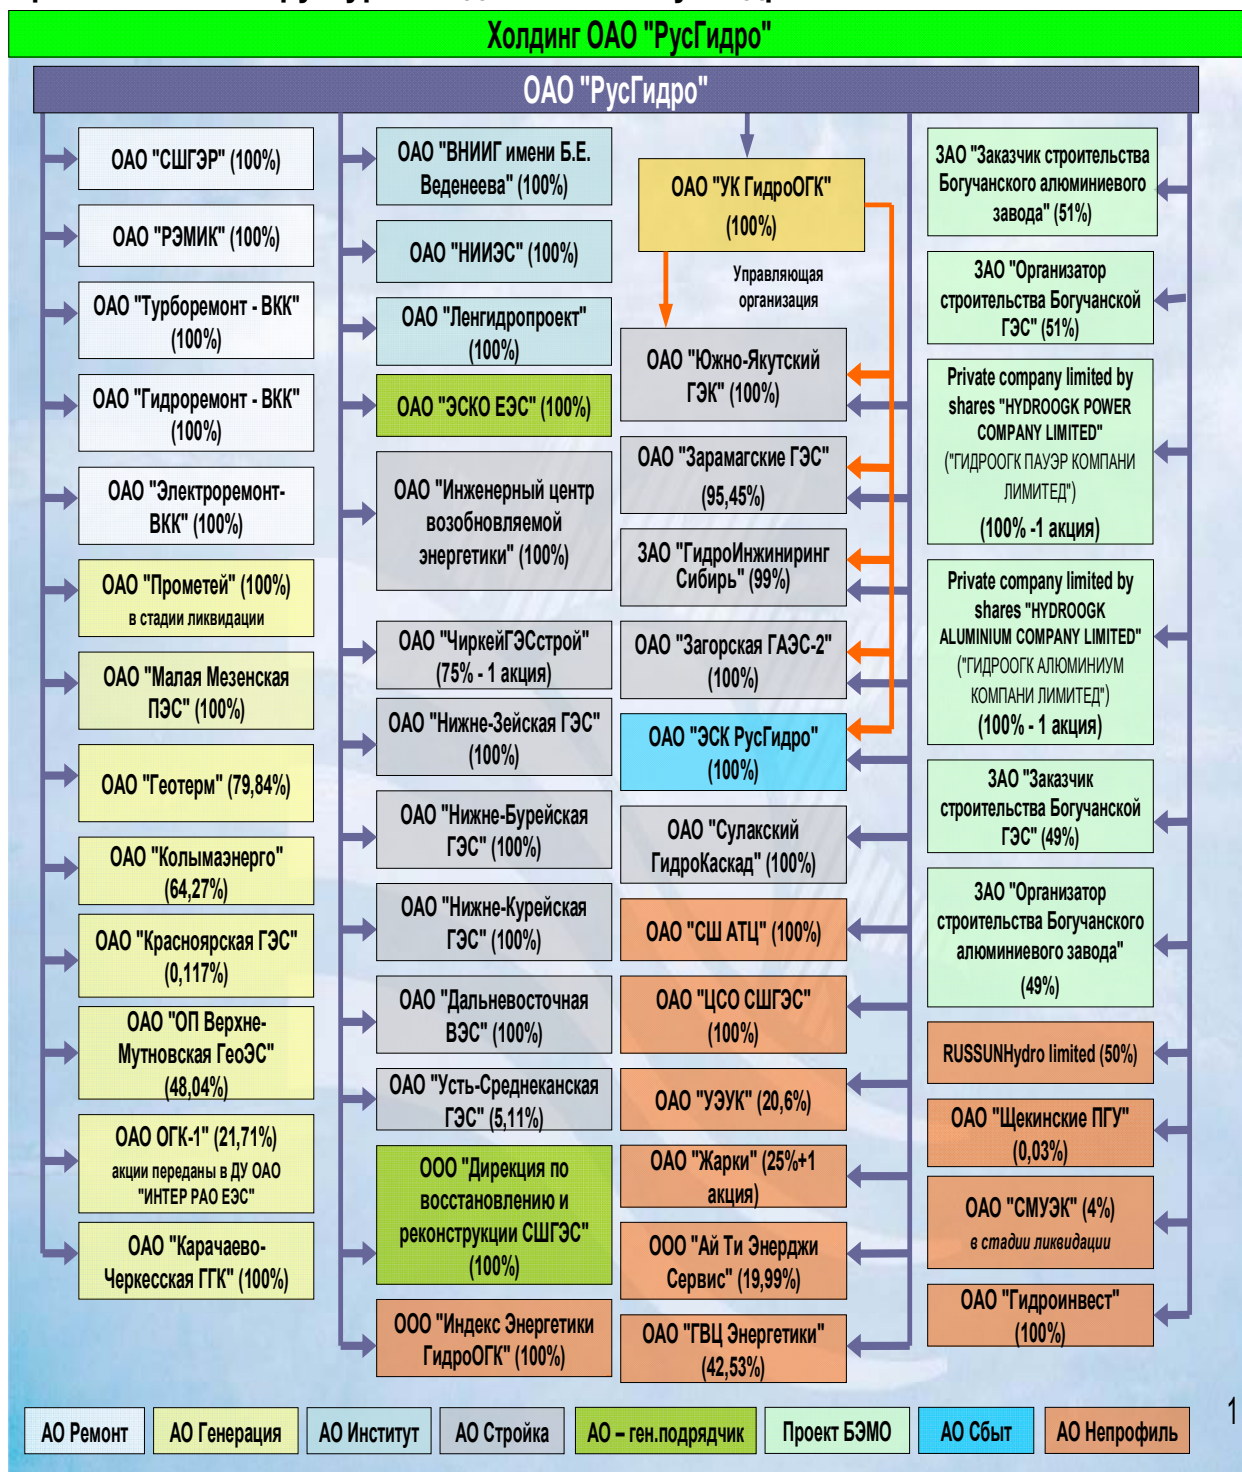 Холдинг ОАО "РусГидро"
ОАО "РусГидро"
ОАО "СШГЭР" (100%)
ОАО "РЭМИК" (100%)
ОАО "Турборемонт - ВКК"
(100%)
ОАО "Гидроремонт - ВКК"
(100%)
ОАО "Электроремонт-
ВКК" (100%)
ОАО "Прометей" (100%)
в стадии ликвидации
ОАО "Малая Мезенская
ПЭС" (100%)
ОАО "Геотерм" (79,84%)
ОАО "Колымаэнерго"
(64,27%)
ОАО "Красноярская ГЭС"
(0,117%)
ОАО "ОП Верхне-
Мутновская ГеоЭС"
(48,04%)
ОАО ОГК-1" (21,71%)
акции переданы в ДУ ОАО
"ИНТЕР РАО ЕЭС"
ОАО "Карачаево-
Черкесская ГГК" (100%)
ОАО "ВНИИГ имени Б.Е.
Веденеева" (100%)
ОАО "НИИЭС" (100%)
ОАО "Ленгидропроект"
(100%)
ОАО "ЭСКО ЕЭС" (100%)
ОАО "Инженерный центр
возобновляемой
энергетики" (100%)
ОАО "ЧиркейГЭСстрой"
(75% - 1 акция)
ОАО "Нижне-Зейская ГЭС"
(100%)
ОАО "Нижне-Бурейская
ГЭС" (100%)
ОАО "Нижне-Курейская
ГЭС" (100%)
ОАО "Дальневосточная
ВЭС" (100%)
ОАО "Усть-Среднеканская
ГЭС" (5,11%)
ООО "Дирекция по
восстановлению и
реконструкции СШГЭС"
(100%)
ООО "Индекс Энергетики
ГидроОГК" (100%)
ОАО "УК ГидроОГК"
(100%)
Управляющая
организация
ОАО "Южно-Якутский
ГЭК" (100%)
ОАО "Зарамагские ГЭС"
(95,45%)
ЗАО "ГидроИнжиниринг
Сибирь" (99%)
ОАО "Загорская ГАЭС-2"
(100%)
ОАО "ЭСК РусГидро"
(100%)
ОАО "Сулакский
ГидроКаскад" (100%)
ОАО "СШ АТЦ" (100%)
ОАО "ЦСО СШГЭС"
(100%)
ОАО "УЭУК" (20,6%)
ОАО "Жарки" (25%+1
акция)
ООО "Ай Ти Энерджи
Сервис" (19,99%)
ОАО "ГВЦ Энергетики"
(42,53%)
ЗАО "Заказчик строительства
Богучанского алюминиевого
завода" (51%)
ЗАО "Организатор
строительства Богучанской
ГЭС" (51%)
Private company limited by
shares "HYDROOGK POWER
COMPANY LIMITED"
("ГИДРООГК ПАУЭР КОМПАНИ
ЛИМИТЕД")
(100% -1 акция)
Private company limited by
shares "HYDROOGK
ALUMINIUM COMPANY LIMITED"
("ГИДРООГК АЛЮМИНИУМ
КОМПАНИ ЛИМИТЕД")
(100% - 1 акция)
ЗАО "Заказчик
строительства Богучанской
ГЭС" (49%)
ЗАО "Организатор
строительства Богучанского
алюминиевого завода"
(49%)
RUSSUNHydro limited (50%)
ОАО "Щекинские ПГУ"
(0,03%)
ОАО "СМУЭК" (4%)
в стадии ликвидации
ОАО "Гидроинвест"
(100%)
АО Ремонт
АО Генерация
АО Институт
АО Стройка
АО – ген.подрядчик
Проект БЭМО
АО Сбыт
АО Непрофиль
1